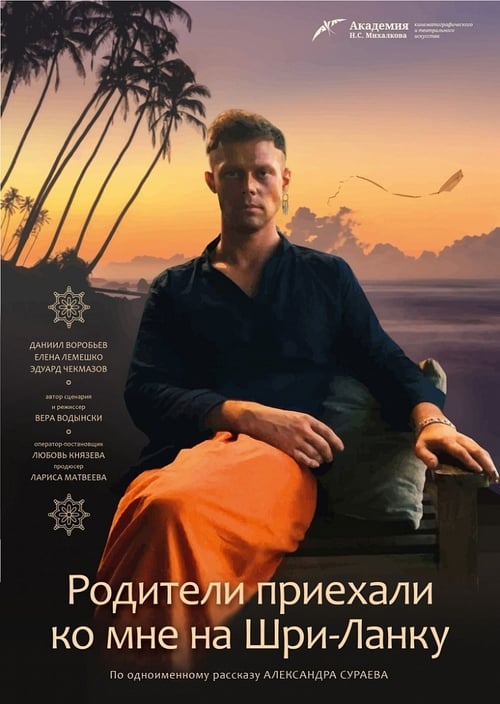 Академия
Н.С. Михалкова
кинематографического
и театрального
искусства
ДАНИИЛ ВОРОБЬЕВ
ЕЛЕНА ЛЕМЕШКО
ЭДУАРД ЧЕКМАЗОВ
автор сценария
и режиссер
ВЕРА ВОДЫНСКИ
оператор-постановщик
ЛЮБОВЬ КНЯЗЕВА
продюсер
ЛАРИСА МАТВЕЕВА
Родители приехали
ко мне на Шри-Ланку
По одноименному рассказу АЛЕКСАНДРА СУРАЕВА